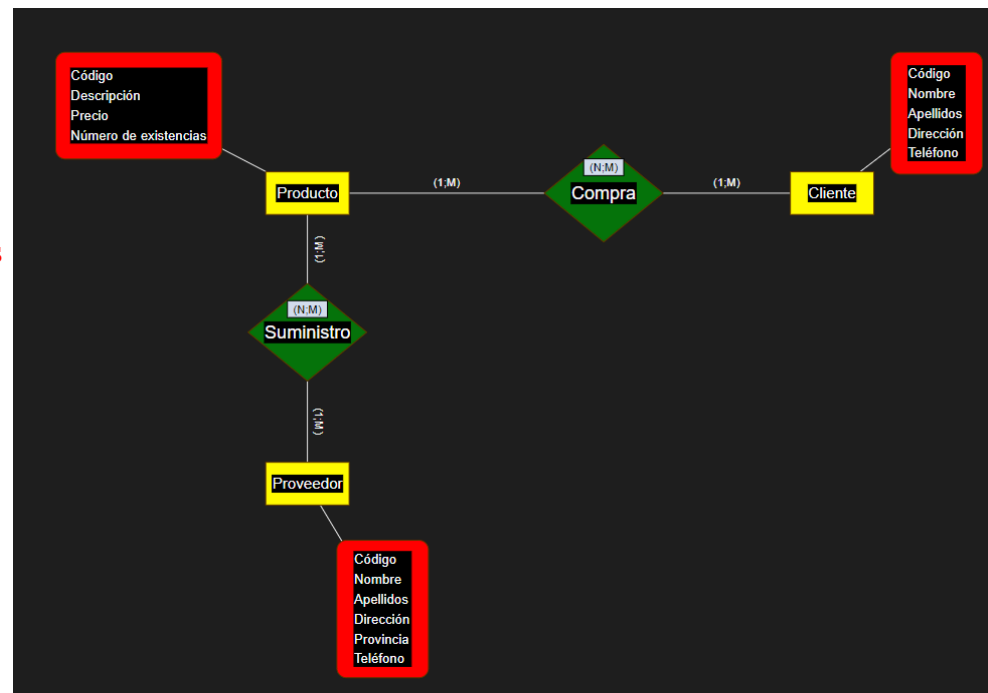 Código
Descripción
Precio
Número de existencias
Código
Nombre
Apellidos
Dirección
Teléfono
Producto
(1;M)
(N;M)
Compra
(1;M)
Cliente
(1;M)
(N;M)
Suministro
(1;M)
Proveedor
Código
Nombre
Apellidos
Dirección
Provincia
Teléfono